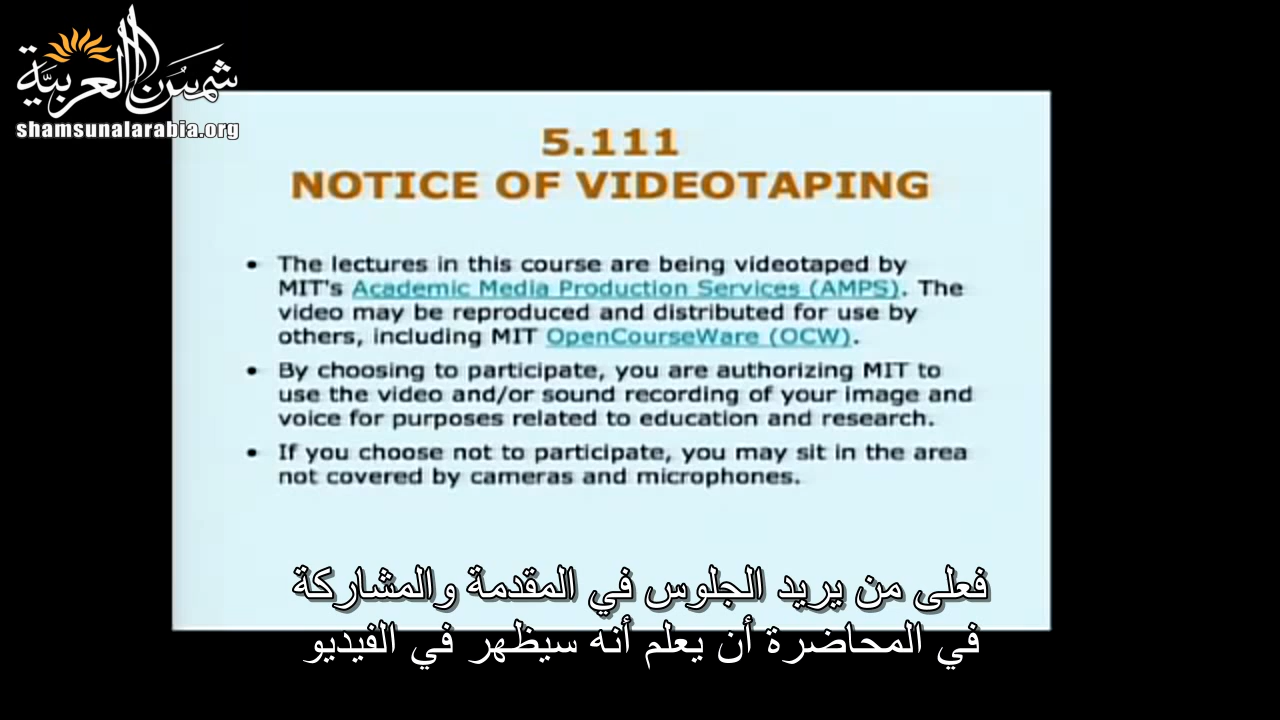 شمس العربية
shamsunalarabia.org
5.111
NOTICE OF VIDEOTAPING
• The lectures in this course are being videotaped by
MIT's Academic Media Production Services (AMPS). The
video may be reproduced and distributed for use by
others, including MIT OpenCourseWare (OCW).
• By choosing to participate, you are authorizing MIT to
use the video and/or sound recording of your image and
voice for purposes related to education and research.
• If you choose not to participate, you may sit in the area
not covered by cameras and microphones.
فعلى من يريد الجلوس في المقدمة والمشاركة
في المحاضرة أن يعلم أنه سيظهر في الفيديو